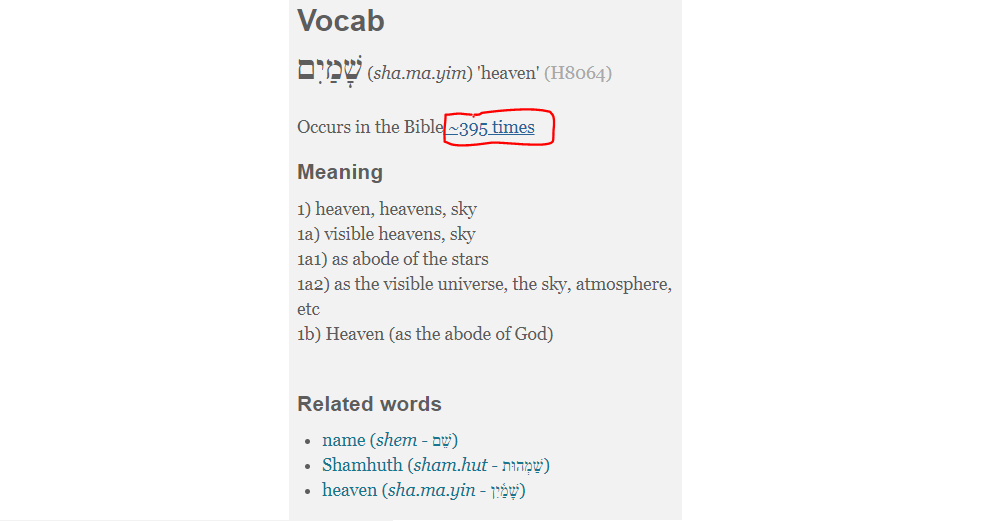 Vocab
שָׁמַיִם (sha.ma.yim) 'heaven' (H8064)
Occurs in the Bible ~395 times
Meaning
1) heaven, heavens, sky
1a) visible heavens, sky
1a1) as abode of the stars
1a2) as the visible universe, the sky, atmosphere,
etc
1b) Heaven (as the abode of God)
Related words
• name (shem - שֵׁם)
• Shamhuth (sham.hut - שַׁמְהוּת)
• heaven (sha.ma.yin - שָׁמַ֫יִן)